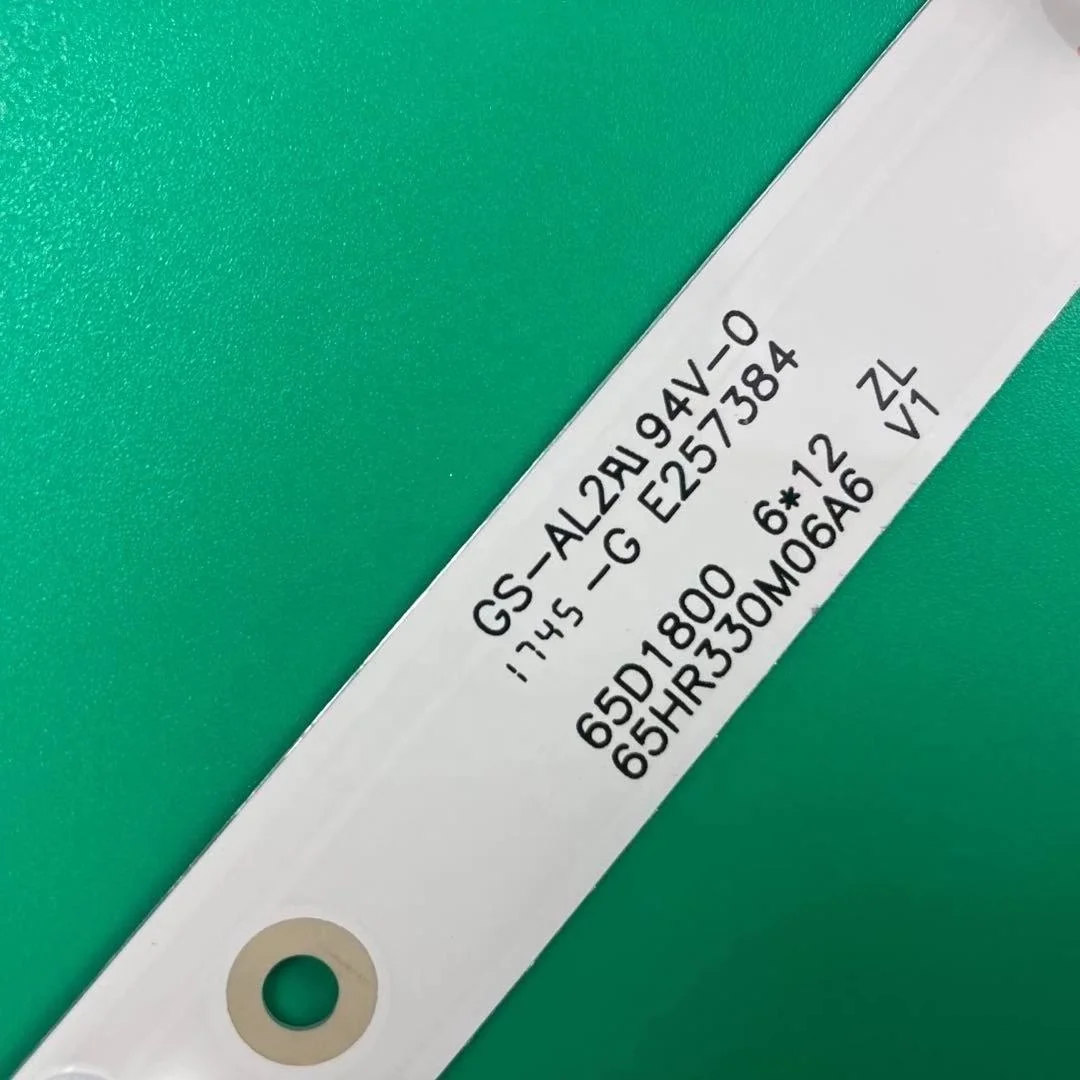 GS-AL2 94V-0
1745 -G E257384
65D1800 6*12 ZL
65HR330M06A6 V1